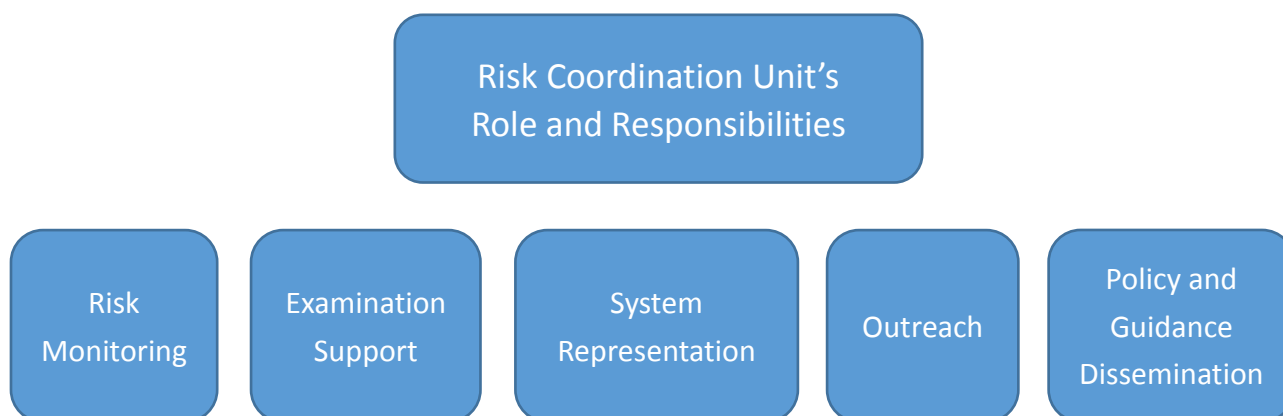 Risk Coordination Unit’s
Role and Responsibilities
Risk
Monitoring
Examination
Support
System
Representation
Outreach
Policy and
Guidance
Dissemination